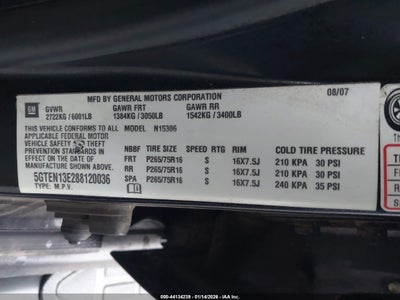 08/07
MFD BY GENERAL MOTORS CORPORATION
GM
GVWR GAWR FRT GAWR RR
2722KG / 6001LB 1384KG / 3050LB 1542KG / 3400LB
THIS VEHICLE CONFORMS TO ALL MODEL N15306
APPLICABLE FEDERAL MOTOR
VEHICLE SAFETY AND THEFT
PREVENTION STANDARDS IN
EFFECT ON THE DATE OF
MANUFACTURE SHOWN ABOVE.
5GTEN13E288120036
TYPE: M.P.V.
TIRE SIZE SPEED RTG RIM COLD TIRE PRESSURE
FRT P265/75R16 S 16X7.5J 210 KPA 30 PSI
RR P265/75R16 S 16X7.5J 210 KPA 30 PSI
SPA P265/75R16 S 16X7.5J 240 KPA 35 PSI
©44134239 - 01/14/2026 - IAA, Inc.